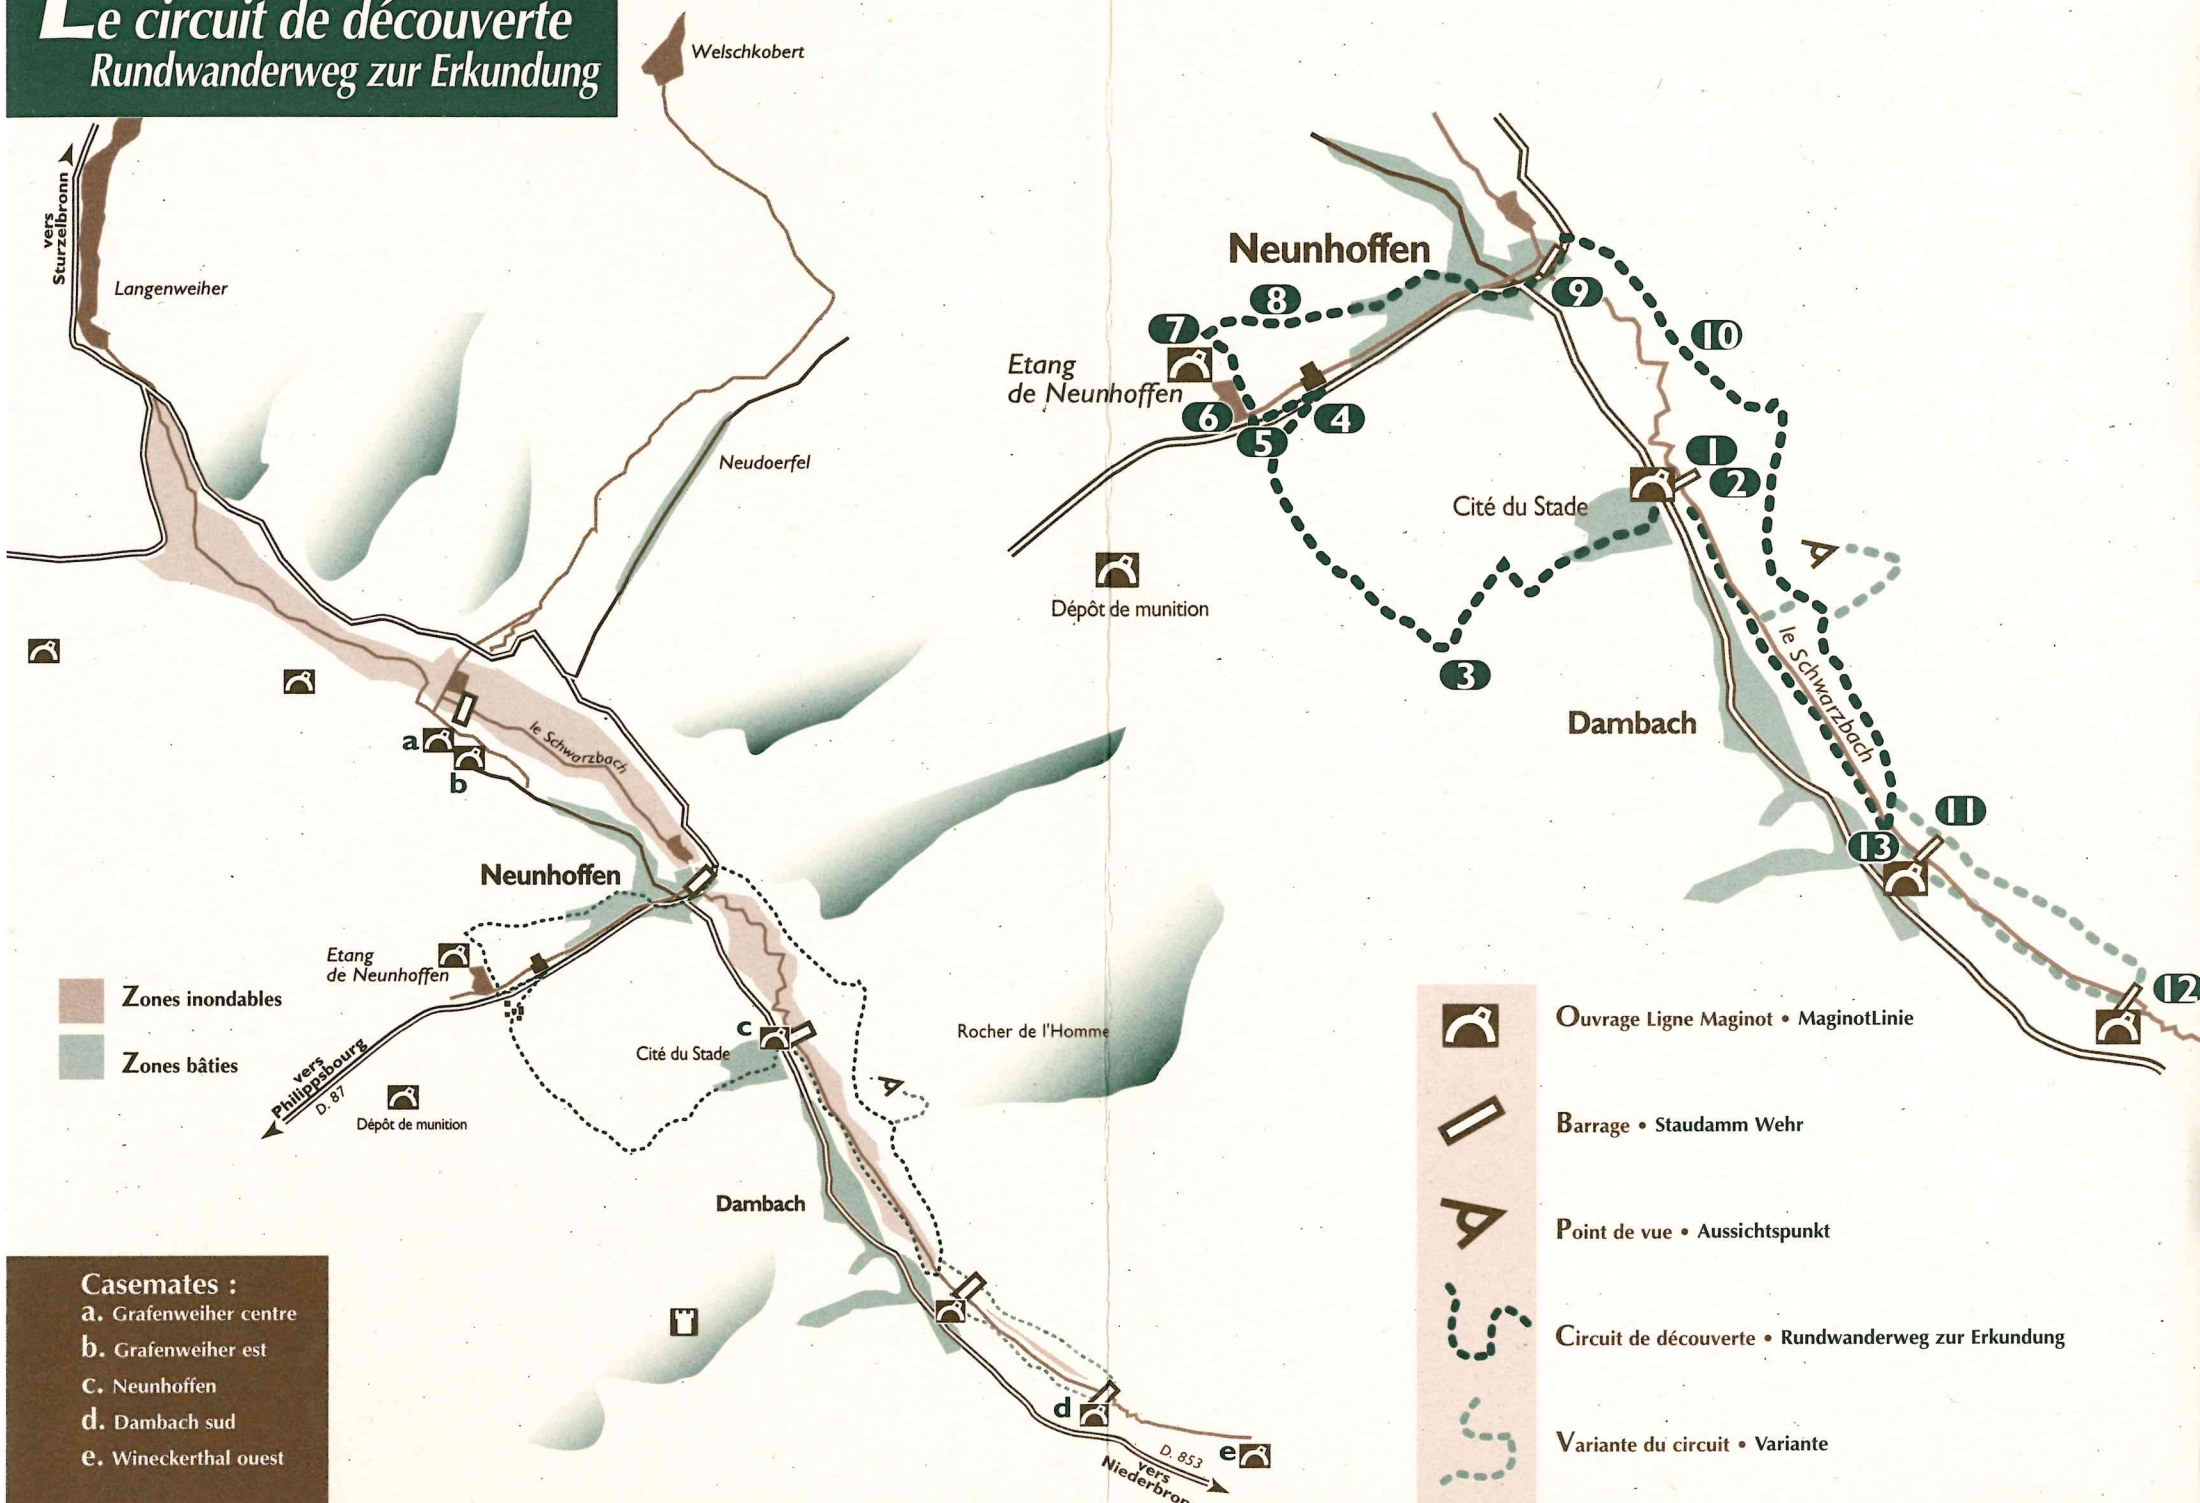 Le circuit de découverte
Rundwanderweg zur Erkundung
Welschkobert
vers
Sturzelbronn
Langenweiher
Neudoerfel
a
b
le Schwarzbach
Neunhoffen
Etang
de Neunhoffen
Zones inondables
Zones bâties
vers
Philippsbourg
D. 87
Dépôt de munition
c
Cité du Stade
Rocher de l'Homme
Dambach
d
e
D. 853
vers
Casemates :
a. Grafenweiher centre
b. Grafenweiher est
c. Neunhoffen
d. Dambach sud
e. Wineckerthal ouest
Neunhoffen
8
9
7
10
Etang
de Neunhoffen
6
5
4
1
2
Cité du Stade
Dépôt de munition
3
le Schwarzbach
Dambach
11
13
12
Ouvrage Ligne Maginot • MaginotLinie
Barrage • Staudamm Wehr
Point de vue • Aussichtspunkt
Circuit de découverte • Rundwanderweg zur Erkundung
Variante du circuit • Variante